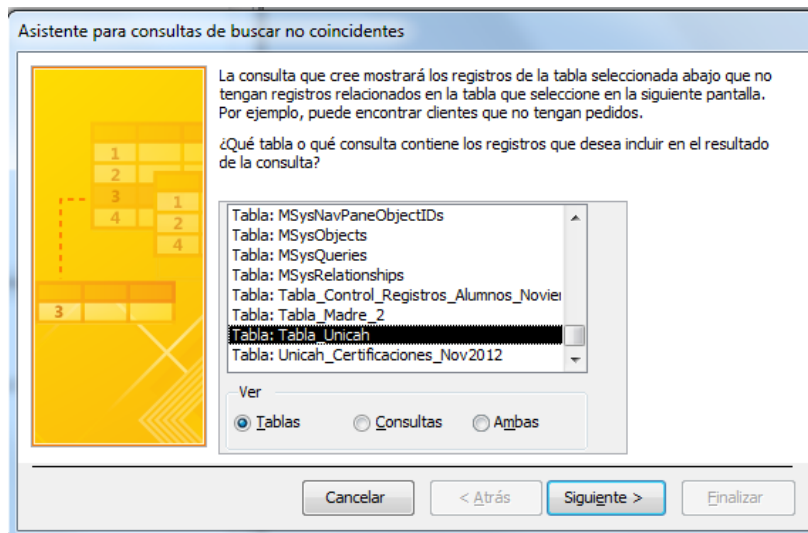 Asistente para consultas de buscar no coincidentes
La consulta que cree mostrará los registros de la tabla seleccionada abajo que no
tengan registros relacionados en la tabla que seleccione en la siguiente pantalla.
Por ejemplo, puede encontrar clientes que no tengan pedidos.
¿Qué tabla o qué consulta contiene los registros que desea incluir en el resultado
de la consulta?
1
2
3
4
1
2
4
3
Tabla: MSysNavPaneObjectIDs
Tabla: MSysObjects
Tabla: MSysQueries
Tabla: MSysRelationships
Tabla: Tabla_Control_Registros_Alumnos_Novier
Tabla: Tabla_Madre_2
Tabla: Tabla_Unicah
Tabla: Unicah_Certificaciones_Nov2012
Ver
Tablas Consultas Ambas
Cancelar < Atrás Siguiente > Finalizar